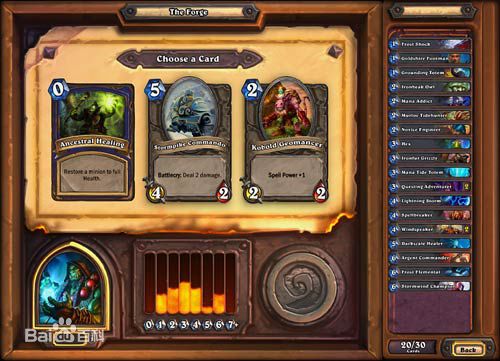 The Forge
Choose a Card
0
5
2
Ancestral Healing
Stormpike Commando
Kobold Geomancer
Restore a minion to full
Health.
Battlecry: Deal 2 damage.
Spell Power +1
4
2
2
2
Frost Shock
Goldshire Footman
Grounding Totem
Ironbeak Owl
Mana Addict
Murloc Tidehunter
Novice Engineer
Hex
Ironfur Grizzly
Mana Tide Totem
Questing Adventurer 2
Lightning Storm
Spellbreaker
Windspeaker 2
Darkscale Healer
Argent Commander
Frost Elemental
Stormwind Champion
0 1 2 3 4 5 6 7+
Baidu百科
20/30
Cards
Back